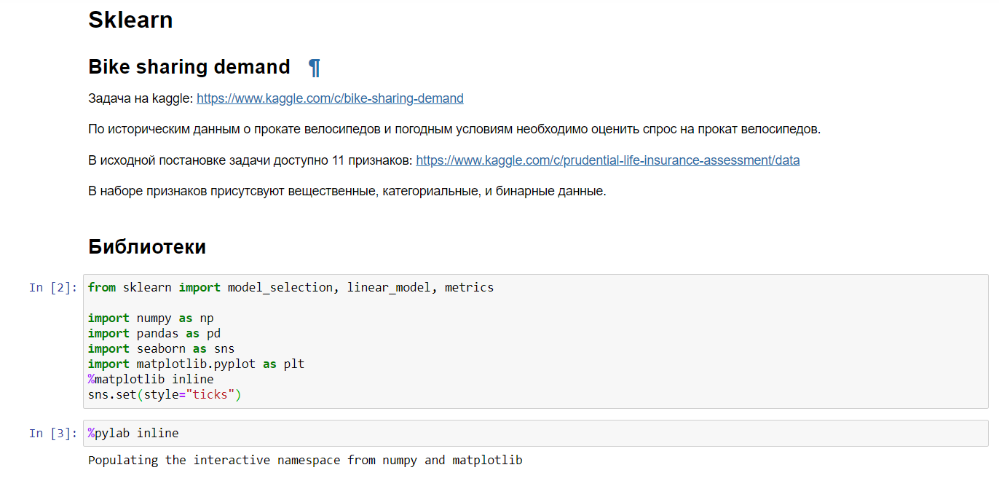 Sklearn
Bike sharing demand ¶
Задача на kaggle: https://www.kaggle.com/c/bike-sharing-demand
По историческим данным о прокате велосипедов и погодным условиям необходимо оценить спрос на прокат велосипедов.
В исходной постановке задачи доступно 11 признаков: https://www.kaggle.com/c/prudential-life-insurance-assessment/data
В наборе признаков присутсвуют вещественные, категориальные, и бинарные данные.
Библиотеки
In [2]: from sklearn import model_selection, linear_model, metrics
import numpy as np
import pandas as pd
import seaborn as sns
import matplotlib.pyplot as plt
%matplotlib inline
sns.set(style="ticks")
In [3]: %pylab inline
Populating the interactive namespace from numpy and matplotlib